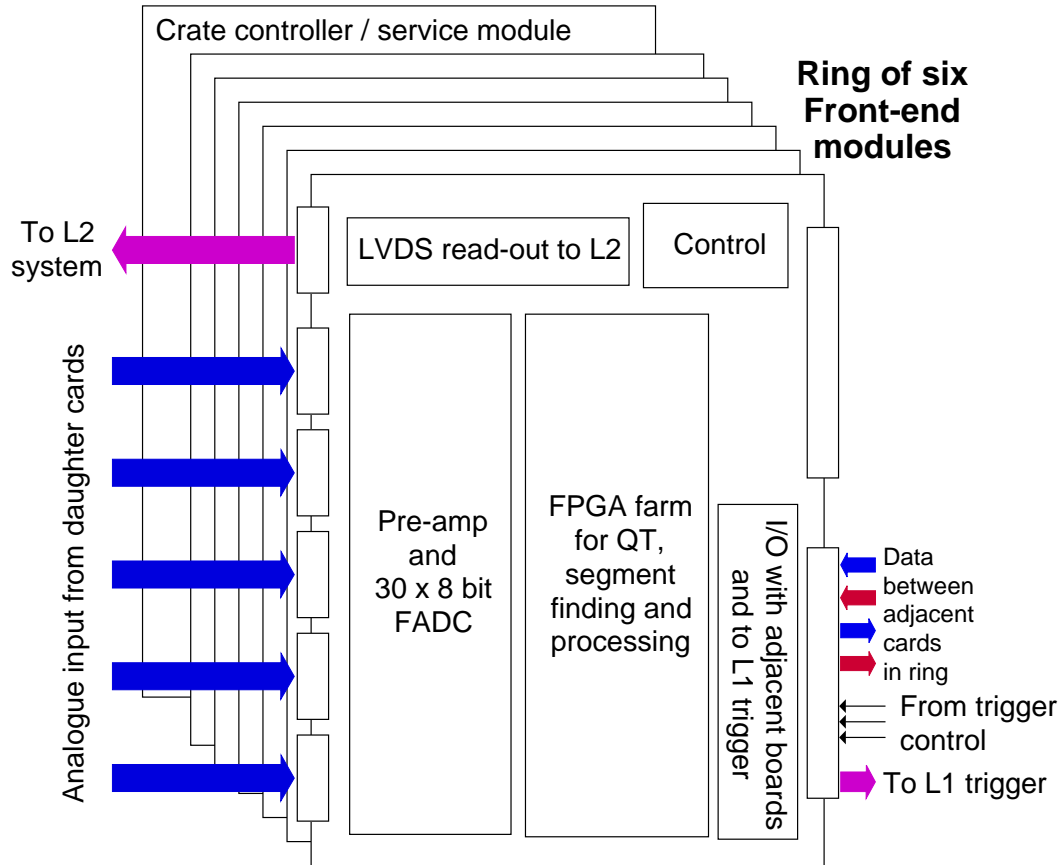 Crate controller / service module
Ring of six
Front-end
modules
To L2
system
LVDS read-out to L2
Control
Analogue input from daughter cards
Pre-amp
and
30 x 8 bit
FADC
FPGA farm
for QT,
segment
finding and
processing
I/O with adjacent boards
and to L1 trigger
Data
between
adjacent
cards
in ring
From trigger
control
To L1 trigger